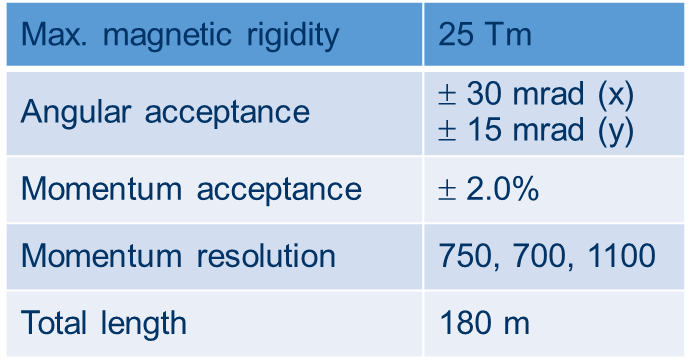 Max. magnetic rigidity 25 Tm
Angular acceptance ± 30 mrad (x)
± 15 mrad (y)
Momentum acceptance ± 2.0%
Momentum resolution 750, 700, 1100
Total length 180 m